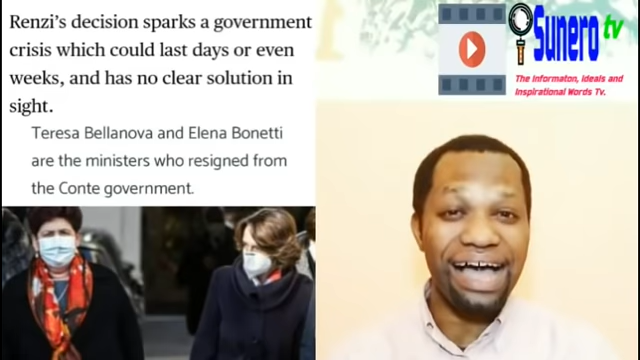 Renzi’s decision sparks a government
crisis which could last days or even
weeks, and has no clear solution in
sight.
Teresa Bellanova and Elena Bonetti
are the ministers who resigned from
the Conte government.
Sunero tv
The Informaton, Ideals and
Inspirational Words Tv.